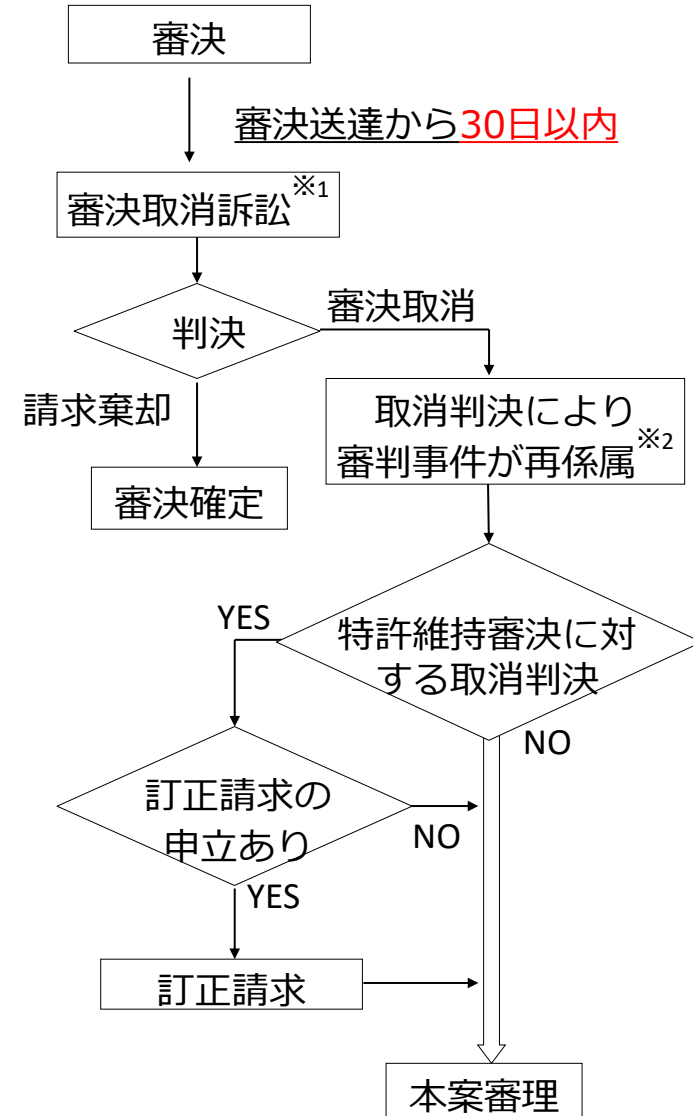 審決
審決送達から30日以内
審決取消訴訟※1
判決
審決取消
請求棄却
取消判決により
審判事件が再係属※2
審決確定
YES
特許維持審決に対
する取消判決
NO
訂正請求の
申立あり
NO
YES
訂正請求
本案審理